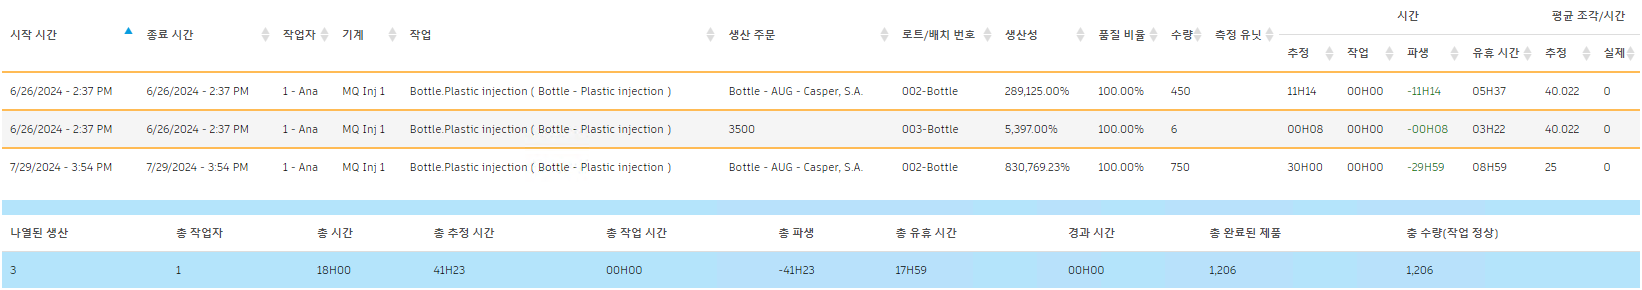 시간 평균 조각/시간
시작 시간 종료 시간 작업자 기계 작업 생산 주문 로트/배치 번호 생산성 품질 비율 수량 측정 유닛
추정 작업 파생 유휴 시간 추정 실제
6/26/2024 - 2:37 PM 6/26/2024 - 2:37 PM 1 - Ana MQ Inj 1 Bottle.Plastic injection ( Bottle - Plastic injection ) Bottle - AUG - Casper, S.A. 002-Bottle 289,125.00% 100.00% 450 11H14 00H00 -11H14 05H37 40.022 0
6/26/2024 - 2:37 PM 6/26/2024 - 2:37 PM 1 - Ana MQ Inj 1 Bottle.Plastic injection ( Bottle - Plastic injection ) 3500 003-Bottle 5,397.00% 100.00% 6 00H08 00H00 -00H08 03H22 40.022 0
7/29/2024 - 3:54 PM 7/29/2024 - 3:54 PM 1 - Ana MQ Inj 1 Bottle.Plastic injection ( Bottle - Plastic injection ) Bottle - AUG - Casper, S.A. 002-Bottle 830,769.23% 100.00% 750 30H00 00H00 -29H59 08H59 25 0
나열된 생산 총 작업자 총 시간 총 추정 시간 총 작업 시간 총 파생 총 유휴 시간 경과 시간 총 완료된 제품 총 수량(작업 정상)
3 1 18H00 41H23 00H00 -41H23 17H59 00H00 1,206 1,206